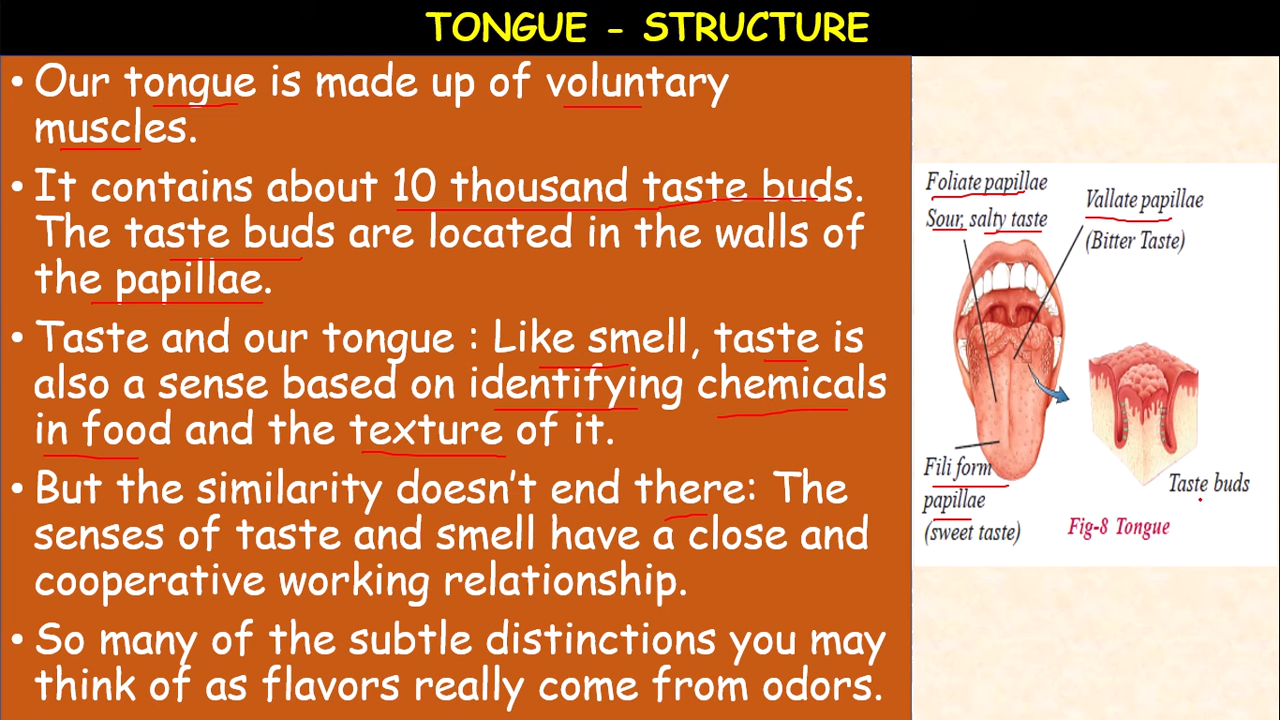 TONGUE - STRUCTURE
• Our tongue is made up of voluntary
muscles.
• It contains about 10 thousand taste buds.
The taste buds are located in the walls of
the papillae.
• Taste and our tongue : Like smell, taste is
also a sense based on identifying chemicals
in food and the texture of it.
• But the similarity doesn't end there: The
senses of taste and smell have a close and
cooperative working relationship.
• So many of the subtle distinctions you may
think of as flavors really come from odors.
Foliate papillae
Sour, salty taste
Vallate papillae
(Bitter Taste)
Fili form
papillae
(sweet taste)
Taste buds
Fig-8 Tongue